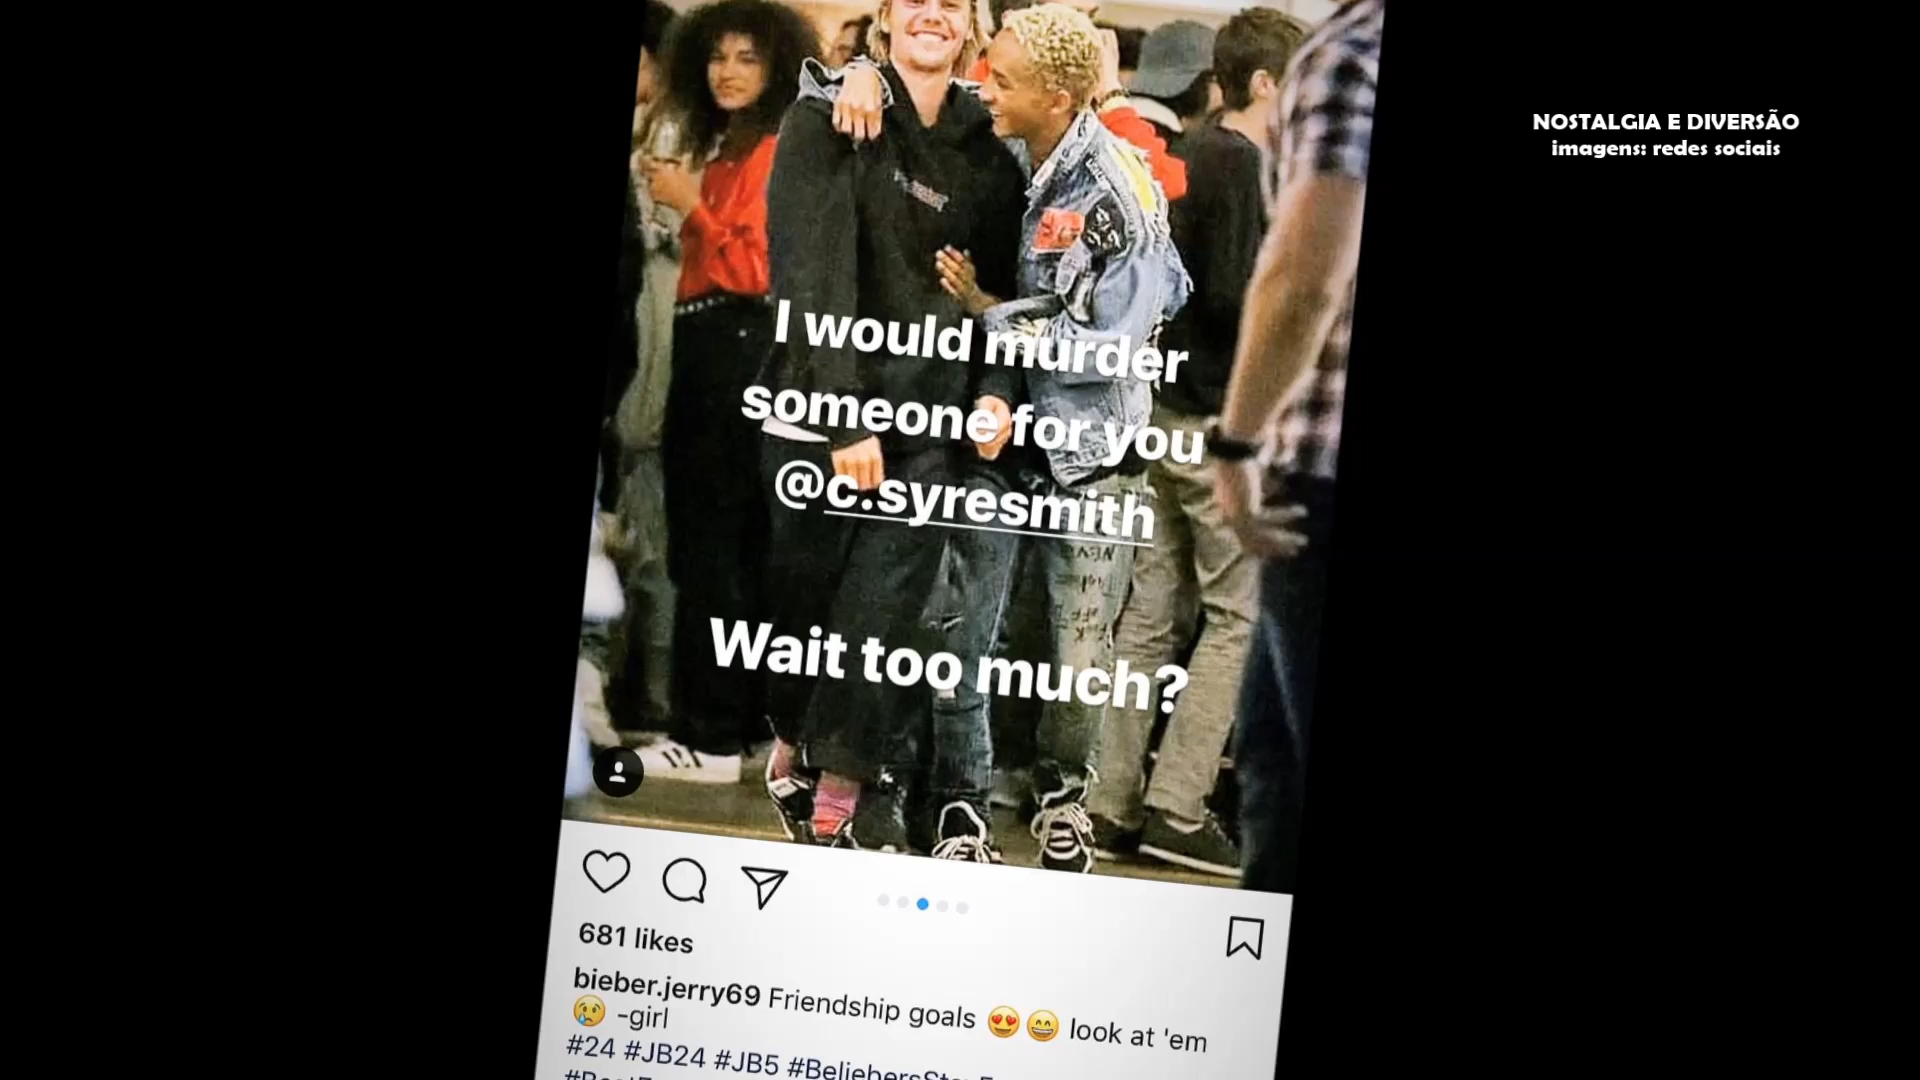 NOSTALGIA E DIVERSÃO
imagens: redes sociais
I would murder
someone for you
@c.syresmith
Wait too much?
681 likes
bieber.jerry69 Friendship goals 😍😄 look at 'em
😢 -girl
#24 #JB24 #JB5